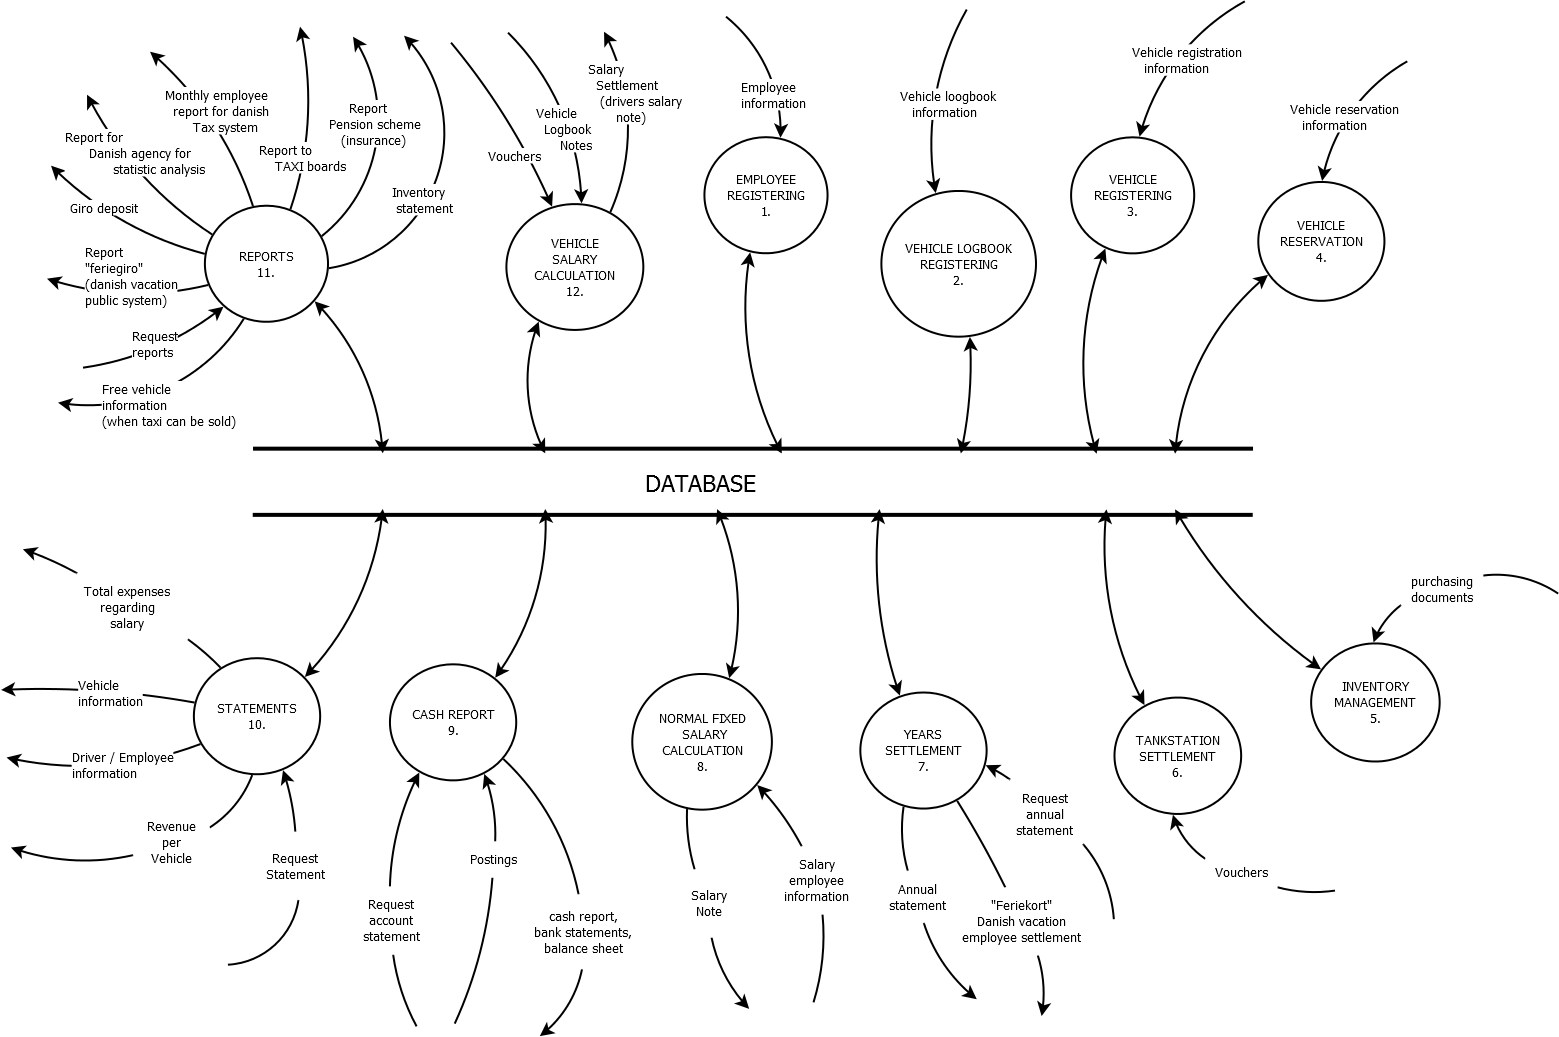 Monthly employee
report for danish
Tax system
Report for
Danish agency for
statistic analysis
Giro deposit
Report
"feriegiro"
(danish vacation
public system)
Request
reports
Free vehicle
information
(when taxi can be sold)
Report to
TAXI boards
Report
Pension scheme
(insurance)
Inventory
statement
REPORTS
11.
Vouchers
Vehicle
Logbook
Notes
Salary
Settlement
(drivers salary
note)
VEHICLE
SALARY
CALCULATION
12.
Employee
information
EMPLOYEE
REGISTERING
1.
Vehicle loogbook
information
VEHICLE LOGBOOK
REGISTERING
2.
Vehicle registration
information
VEHICLE
REGISTERING
3.
Vehicle reservation
information
VEHICLE
RESERVATION
4.
DATABASE
Total expenses
regarding
salary
Vehicle
information
Driver / Employee
information
Revenue
per
Vehicle
Request
Statement
STATEMENTS
10.
CASH REPORT
9.
Request
account
statement
Postings
cash report,
bank statements,
balance sheet
NORMAL FIXED
SALARY
CALCULATION
8.
Salary
Note
Salary
employee
information
YEARS
SETTLEMENT
7.
Annual
statement
"Feriekort"
Danish vacation
employee settlement
Request
annual
statement
TANKSTATION
SETTLEMENT
6.
Vouchers
INVENTORY
MANAGEMENT
5.
purchasing
documents